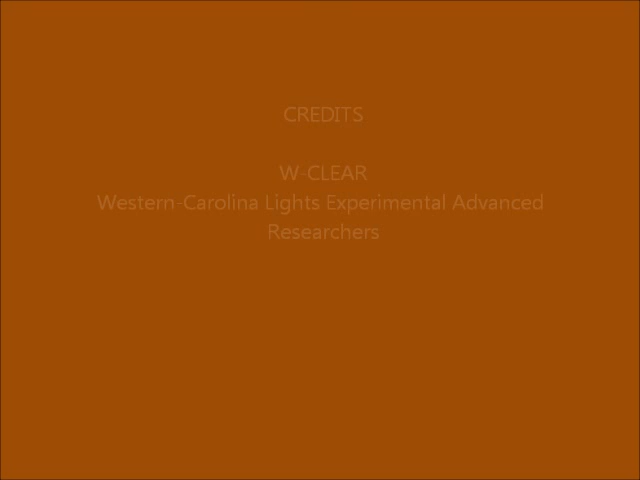 CREDITS
W-CLEAR
Western-Carolina Lights Experimental Advanced
Researchers